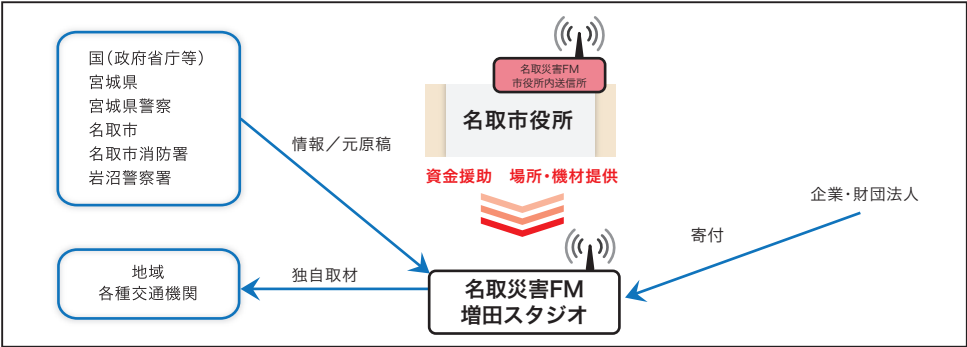 国（政府省庁等）
宮城県
宮城県警察
名取市
名取市消防署
岩沼警察署
情報／元原稿
名取災害FM
市役所内送信所
名取市役所
資金援助　場所・機材提供
企業・財団法人
寄付
地域
各種交通機関
独自取材
名取災害FM
増田スタジオ